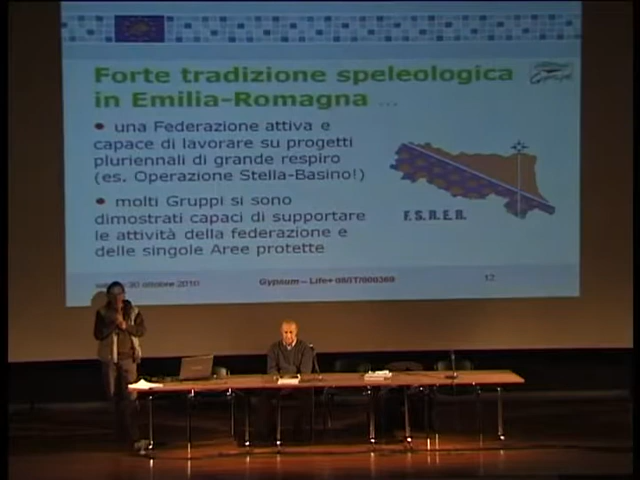 Forte tradizione speleologica
in Emilia-Romagna ...
• una Federazione attiva e
capace di lavorare su progetti
pluriennali di grande respiro
(es. Operazione Stella-Basino!)
• molti Gruppi si sono
dimostrati capaci di supportare
le attività della federazione e
delle singole Aree protette
F.S.R.E.R.
30 ottobre 2010
Gypsum – Life+ 08NAT/IT/000369
12